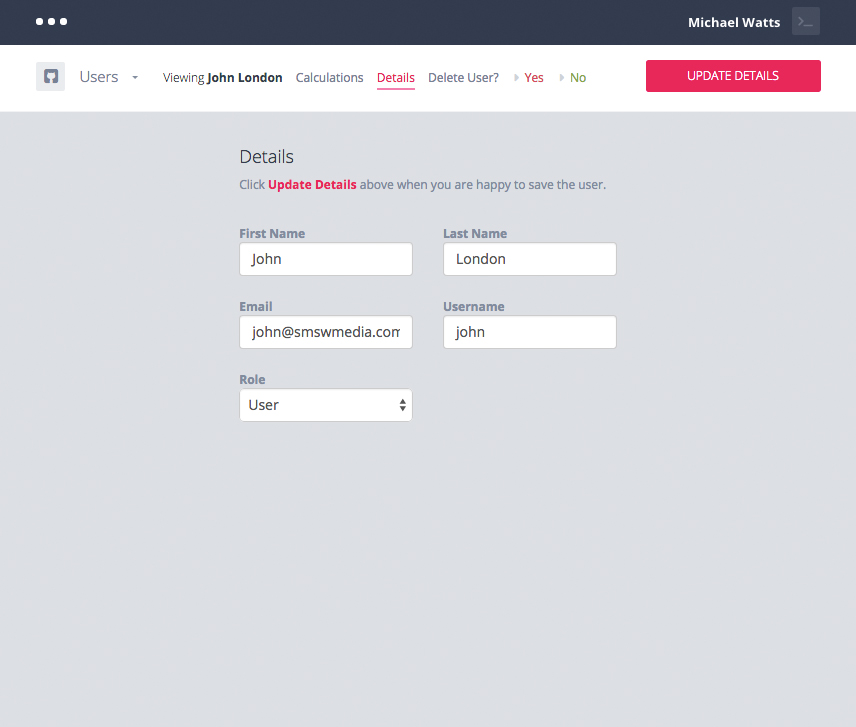 Michael Watts
Users Viewing John London Calculations Details Delete User? Yes No UPDATE DETAILS
Details
Click Update Details above when you are happy to save the user.
First Name Last Name
John London
Email Username
john@smswmedia.com john
Role
User